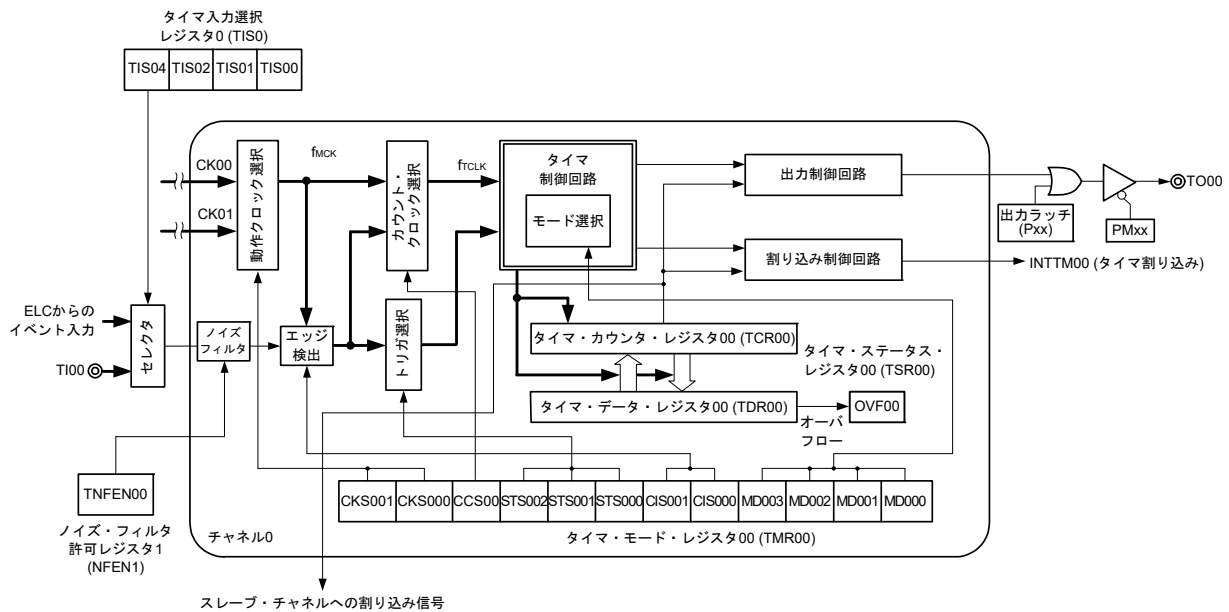 タイマ入力選択
レジスタ0 (TIS0)
TIS04 TIS02 TIS01 TIS00
CK00
CK01
動作クロック選択
fMCK
カウント・
クロック選択
fTCLK
タイマ
制御回路
モード選択
出力制御回路
出力ラッチ
(Pxx)
PMxx
TO00
割り込み制御回路
INTTM00 (タイマ割り込み)
ELCからの
イベント入力
TI00
セレクタ
ノイズ
フィルタ
エッジ
検出
トリガ選択
タイマ・カウンタ・レジスタ00 (TCR00)
タイマ・ステータス・
レジスタ00 (TSR00)
タイマ・データ・レジスタ00 (TDR00)
OVF00
オーバ
フロー
TNFEN00
ノイズ・フィルタ
許可レジスタ1
(NFEN1)
CKS001 CKS000 CCS00 STS002 STS001 STS000 CIS001 CIS000 MD003 MD002 MD001 MD000
チャネル0
タイマ・モード・レジスタ00 (TMR00)
スレーブ・チャネルへの割り込み信号